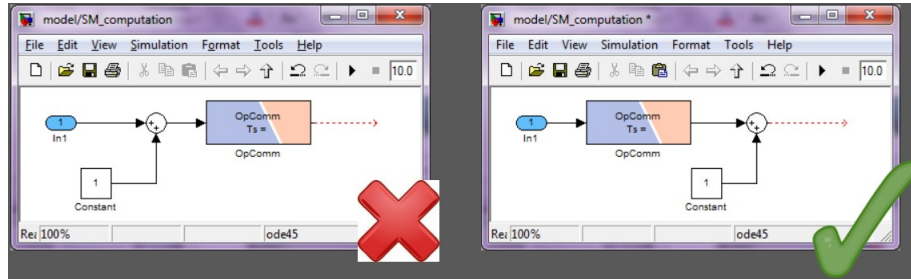 model/SM_computation
File Edit View Simulation Format Tools Help
10.0
1
In1
+
+
OpComm
Ts =
OpComm
1
Constant
100%
ode45
model/SM_computation *
File Edit View Simulation Format Tools Help
10.0
1
In1
OpComm
Ts =
OpComm
+
+
1
Constant
100%
ode45